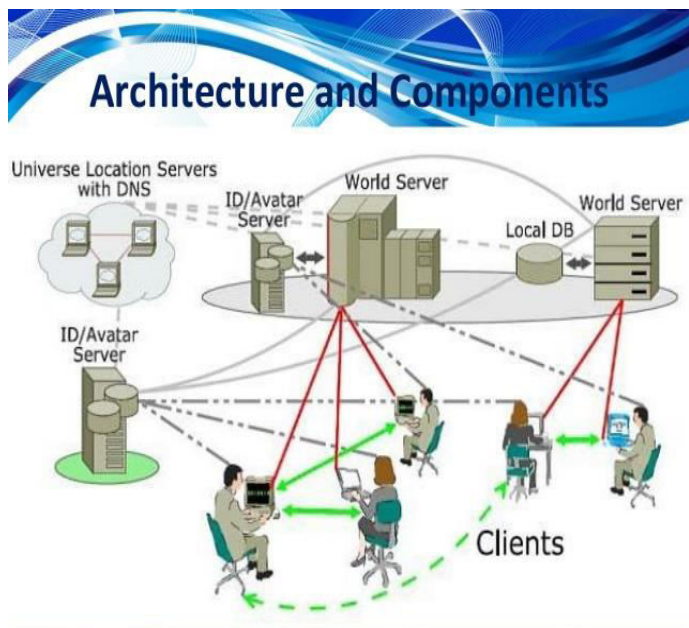 Architecture and Components
Universe Location Servers
with DNS
ID/Avatar
Server
World Server
World Server
Local DB
ID/Avatar
Server
Clients